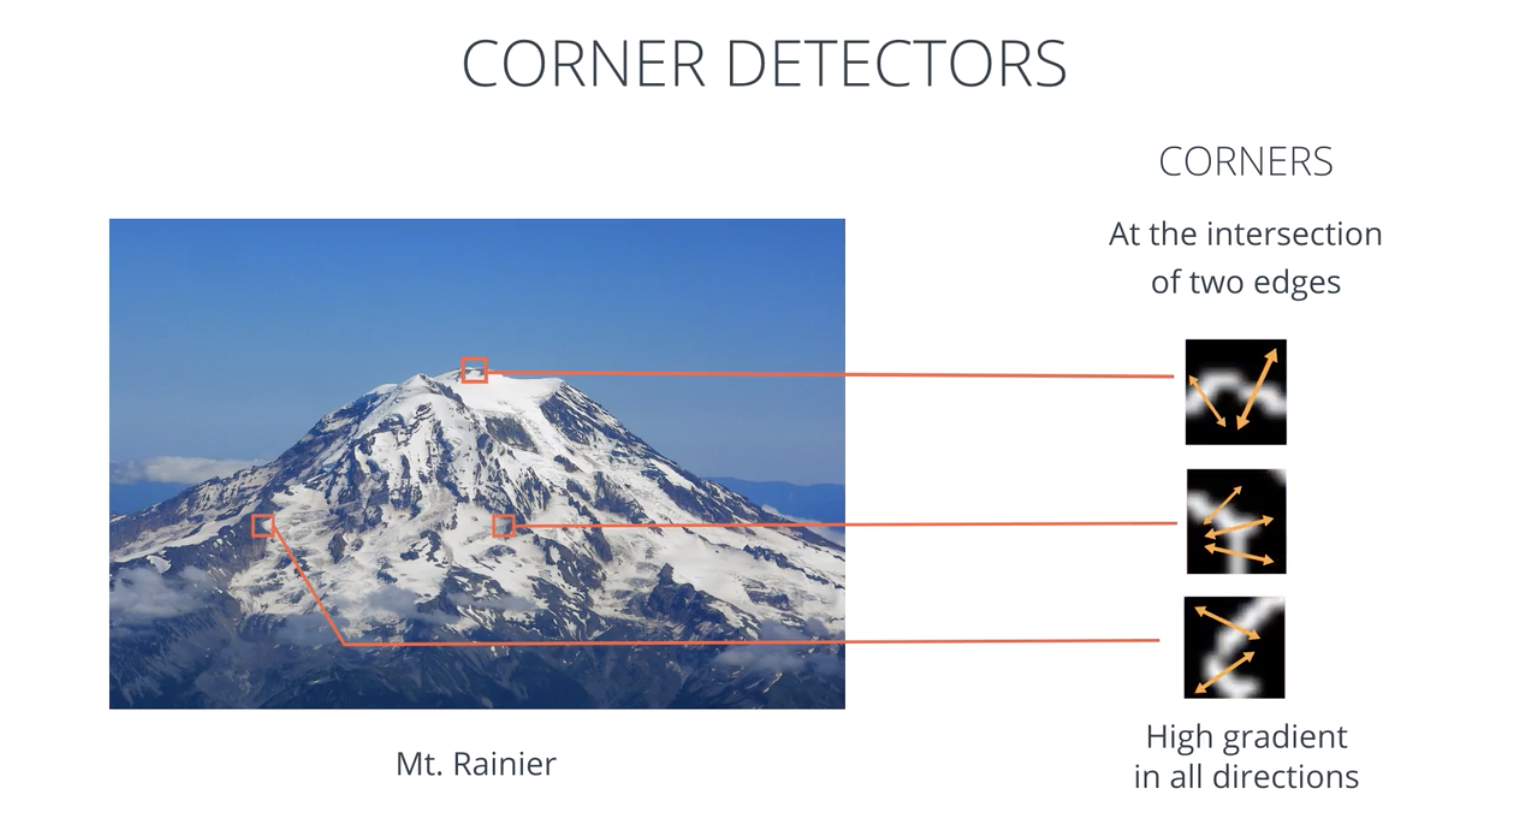 CORNER DETECTORS
CORNERS
At the intersection
of two edges
High gradient
in all directions
Mt. Rainier